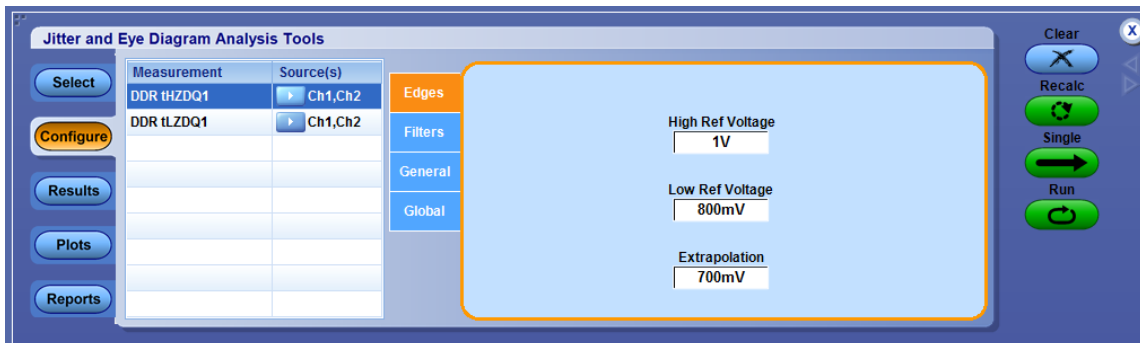 Jitter and Eye Diagram Analysis Tools
Select
Configure
Results
Plots
Reports
Measurement Source(s)
DDR tHZDQ1 Ch1,Ch2
DDR tLZDQ1 Ch1,Ch2
Edges
Filters
General
Global
High Ref Voltage
1V
Low Ref Voltage
800mV
Extrapolation
700mV
Clear
Recalc
Single
Run
X